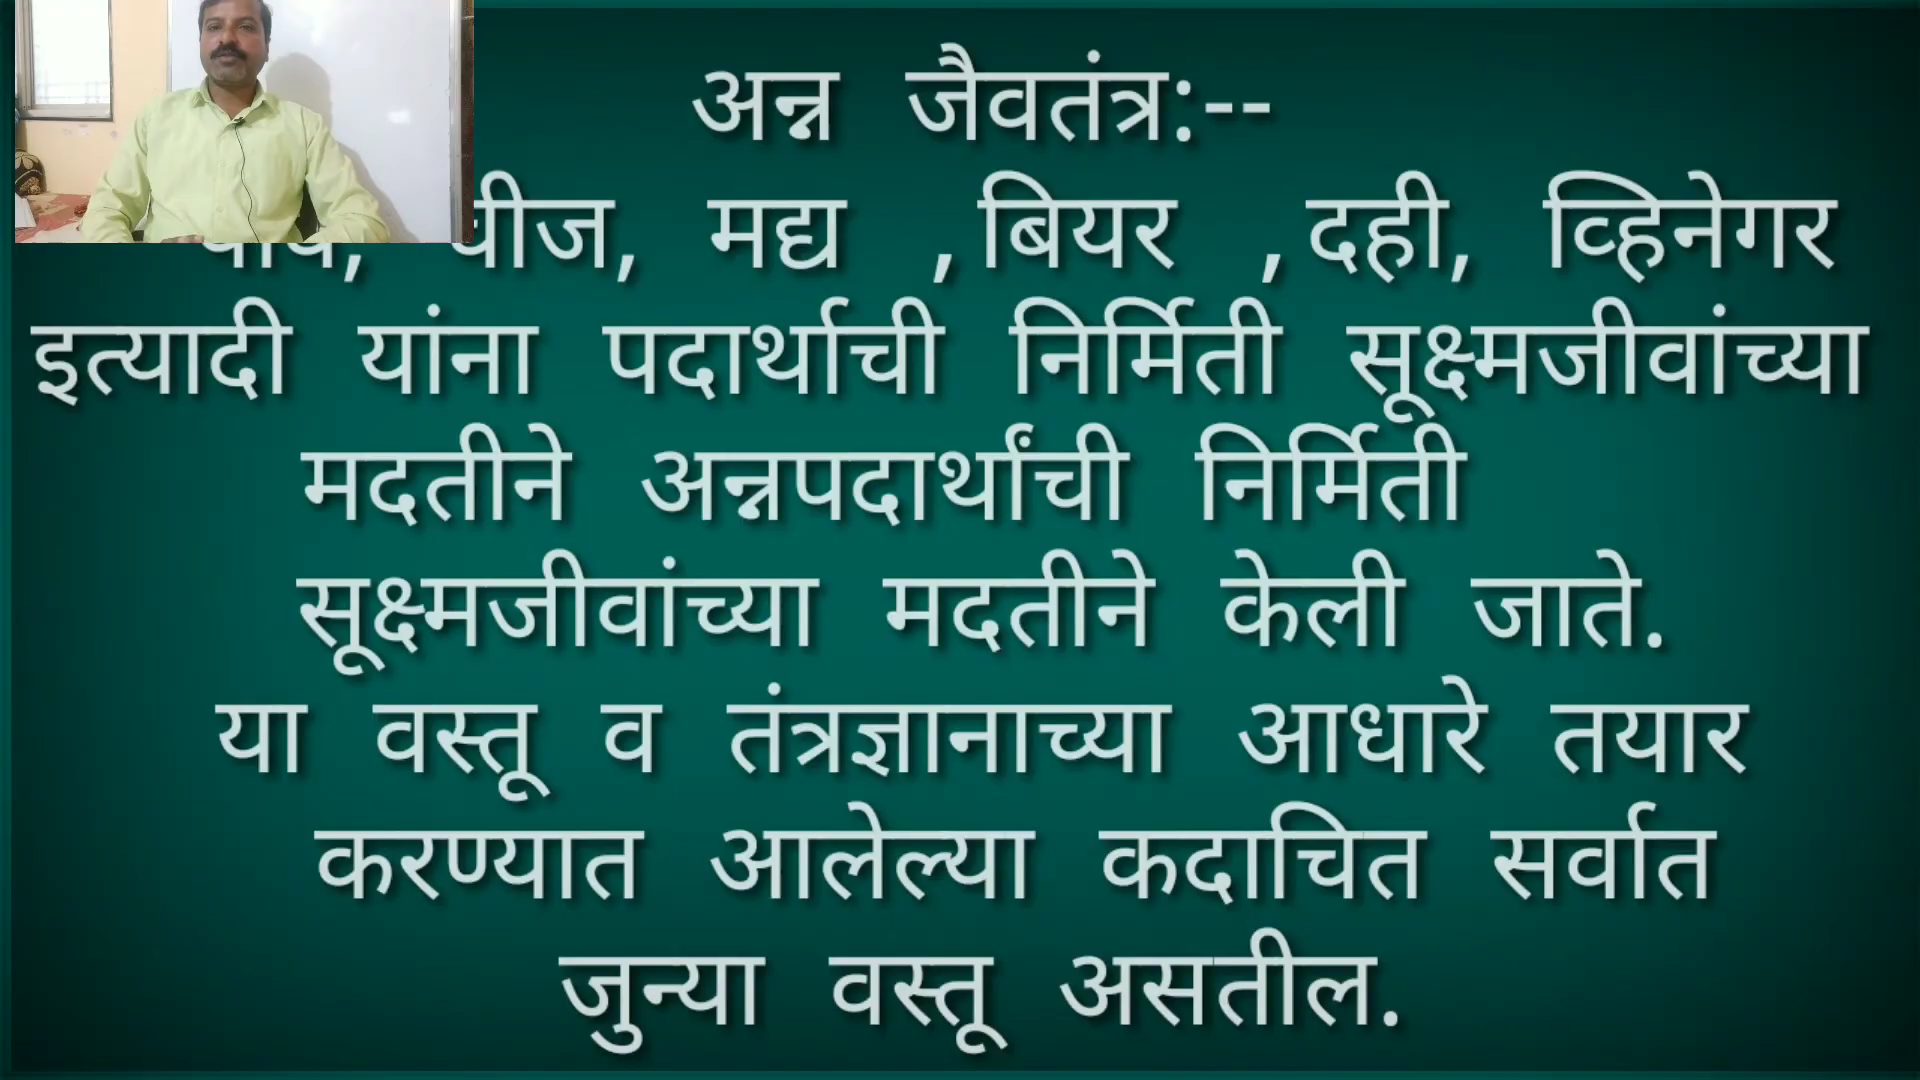 अन्न जैवतंत्र:--
चीज, मद्य ,बियर ,दही, व्हिनेगर
इत्यादी यांना पदार्थाची निर्मिती सूक्ष्मजीवांच्या
मदतीने अन्नपदार्थांची निर्मिती
सूक्ष्मजीवांच्या मदतीने केली जाते.
या वस्तू व तंत्रज्ञानाच्या आधारे तयार
करण्यात आलेल्या कदाचित सर्वात
जुन्या वस्तू असतील.